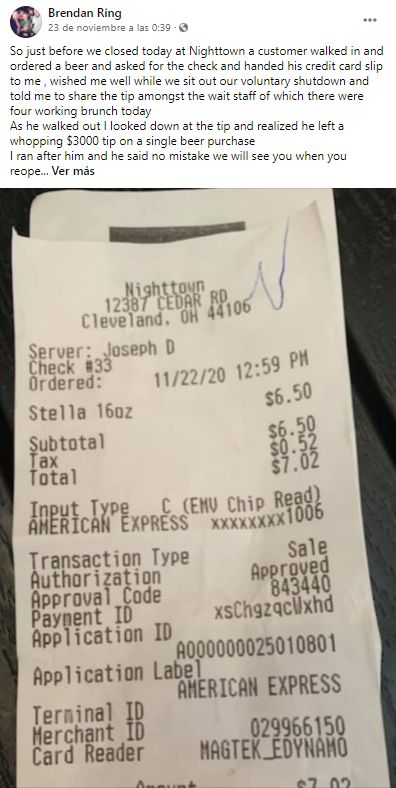 Brendan Ring
23 de noviembre a las 0:39 ·
So just before we closed today at Nighttown a customer walked in and
ordered a beer and asked for the check and handed his credit card slip
to me , wished me well while we sit out our voluntary shutdown and
told me to share the tip amongst the wait staff of which there were
four working brunch today
As he walked out I looked down at the tip and realized he left a
whopping $3000 tip on a single beer purchase
I ran after him and he said no mistake we will see you when you
reope... Ver más
Nighttown
12387 CEDAR RD
Cleveland, OH 44106
Server: Joseph D
Check #33
Ordered: 11/22/20 12:59 PM
Stella 16oz $6.50
Subtotal $6.50
Tax $0.52
Total $7.02
Input Type C (EMV Chip Read)
AMERICAN EXPRESS xxxxxxxx1006
Transaction Type Sale
Authorization Approved
Approval Code 843440
Payment ID xsChgzqcWxhd
Application ID
A000000025010801
Application Label
AMERICAN EXPRESS
Terminal ID
Merchant ID 029966150
Card Reader MAGTEK_EDYNAMO
Amount $7.02